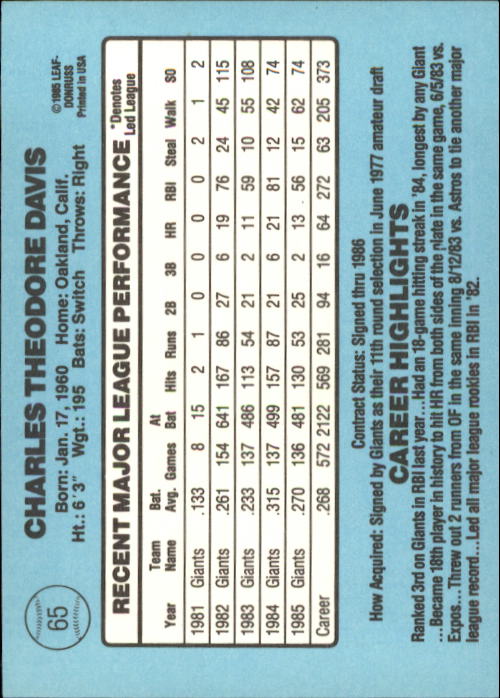 65
CHARLES THEODORE DAVIS
©1985 LEAF-
DONRUSS
Printed in USA
Born: Jan. 17, 1960 Home: Oakland, Calif.
Ht.: 6'3" Wgt.: 195 Bats: Switch Throws: Right
RECENT MAJOR LEAGUE PERFORMANCE *Denotes
Led League
Team Bat. At
Year Name Avg. Games Bat Hits Runs 2B 3B HR RBI Steal Walk SO
1981 Giants .133 8 15 2 1 0 0 0 0 2 1 2
1982 Giants .261 154 641 167 86 27 6 19 76 24 45 115
1983 Giants .233 137 486 113 54 21 2 11 59 10 55 108
1984 Giants .315 137 499 157 87 21 6 21 81 12 42 74
1985 Giants .270 136 481 130 53 25 2 13 56 15 62 74
Career .268 572 2122 569 281 94 16 64 272 63 205 373
Contract Status: Signed thru 1986
How Acquired: Signed by Giants as their 11th round selection in June 1977 amateur draft
CAREER HIGHLIGHTS
Ranked 3rd on Giants in RBI last year...Had an 18-game hitting streak in '84, longest by any Giant
...Became 18th player in history to hit HR from both sides of the plate in the same game, 6/5/83 vs.
Expos...Threw out 2 runners from OF in the same inning 8/12/83 vs. Astros to tie another major
league record...Led all major league rookies in RBI in '82.